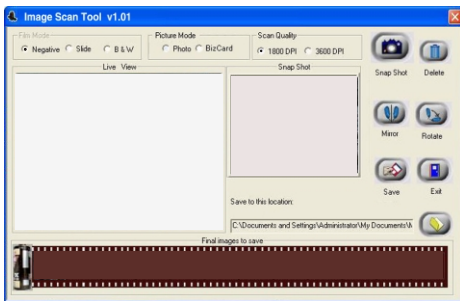 Image Scan Tool v1.01
Film Mode
Negative Slide B & W
Picture Mode
Photo BizCard
Scan Quality
1800 DPI 3600 DPI
Live View
Snap Shot
Snap Shot
Delete
Mirror
Rotate
Save
Exit
Save to this location:
C:\Documents and Settings\Administrator\My Documents\
Final images to save